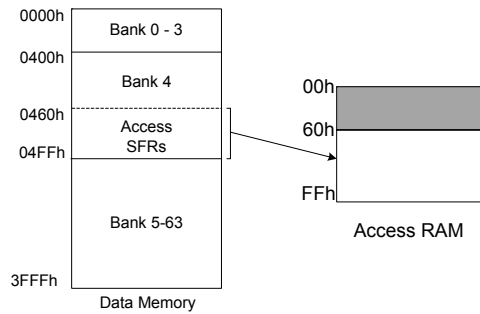 0000h
Bank 0 - 3
0400h
Bank 4
0460h
Access
SFRs
04FFh
Bank 5-63
3FFFh
Data Memory
00h
60h
FFh
Access RAM